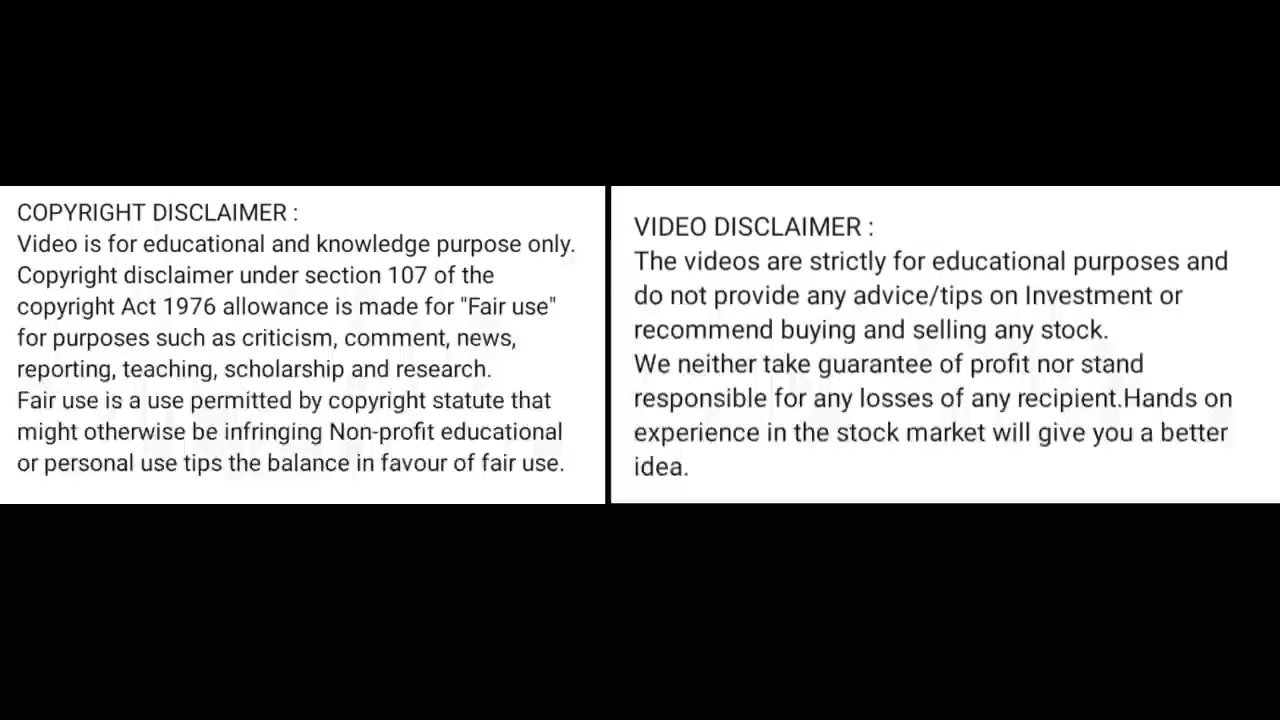 COPYRIGHT DISCLAIMER :
Video is for educational and knowledge purpose only.
Copyright disclaimer under section 107 of the
copyright Act 1976 allowance is made for "Fair use"
for purposes such as criticism, comment, news,
reporting, teaching, scholarship and research.
Fair use is a use permitted by copyright statute that
might otherwise be infringing Non-profit educational
or personal use tips the balance in favour of fair use.
VIDEO DISCLAIMER :
The videos are strictly for educational purposes and
do not provide any advice/tips on Investment or
recommend buying and selling any stock.
We neither take guarantee of profit nor stand
responsible for any losses of any recipient.Hands on
experience in the stock market will give you a better
idea.